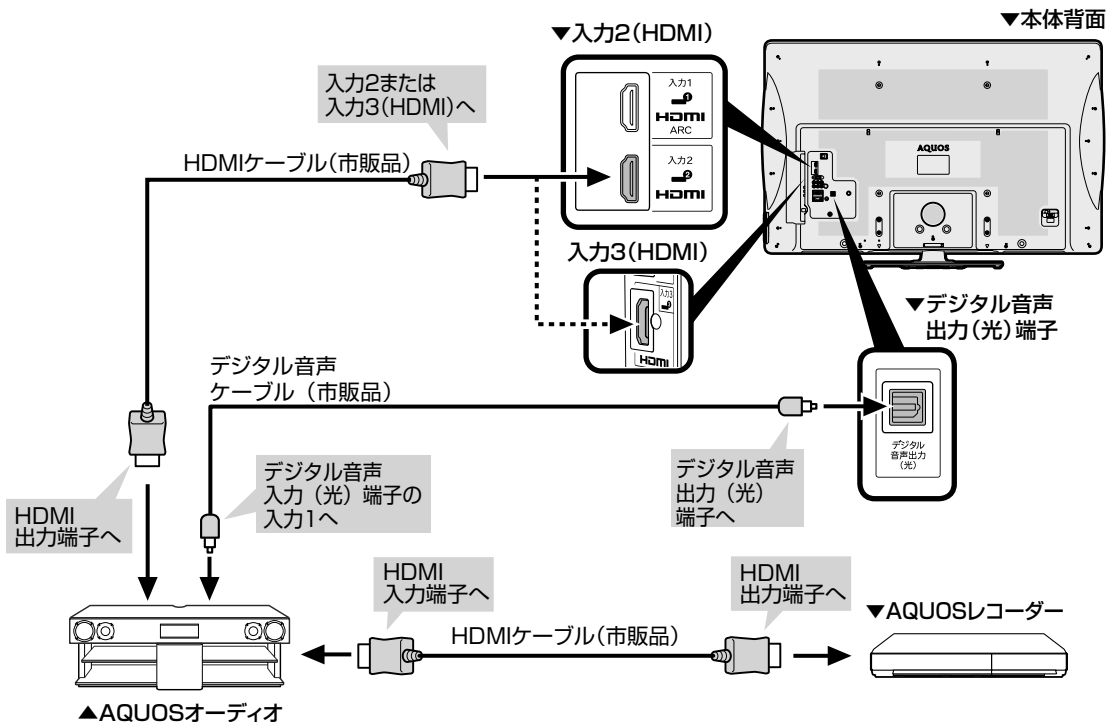 ▼本体背面
▼入力2(HDMI)
入力2または
入力3(HDMI)へ
入力1
1
HDMI
ARC
入力2
2
HDMI
AQUOS
HDMIケーブル(市販品)
入力3(HDMI)
入力3
HDMI
▼デジタル音声
出力(光)端子
デジタル音声
ケーブル(市販品)
デジタル
音声出力
(光)
デジタル音声
入力(光)端子の
入力1へ
デジタル音声
出力(光)
端子へ
HDMI
出力端子へ
HDMI
入力端子へ
HDMI
出力端子へ
HDMIケーブル(市販品)
▼AQUOSレコーダー
▲AQUOSオーディオ